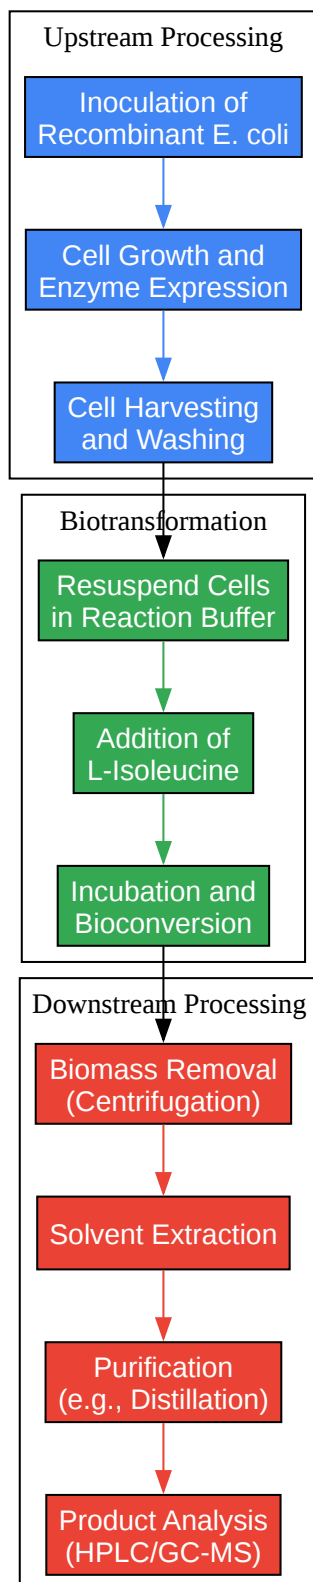 Upstream Processing
Inoculation of
Recombinant E. coli
Cell Growth and
Enzyme Expression
Cell Harvesting
and Washing
Biotransformation
Resuspend Cells
in Reaction Buffer
Addition of
L-Isoleucine
Incubation and
Bioconversion
Downstream Processing
Biomass Removal
(Centrifugation)
Solvent Extraction
Purification
(e.g., Distillation)
Product Analysis
(HPLC/GC-MS)